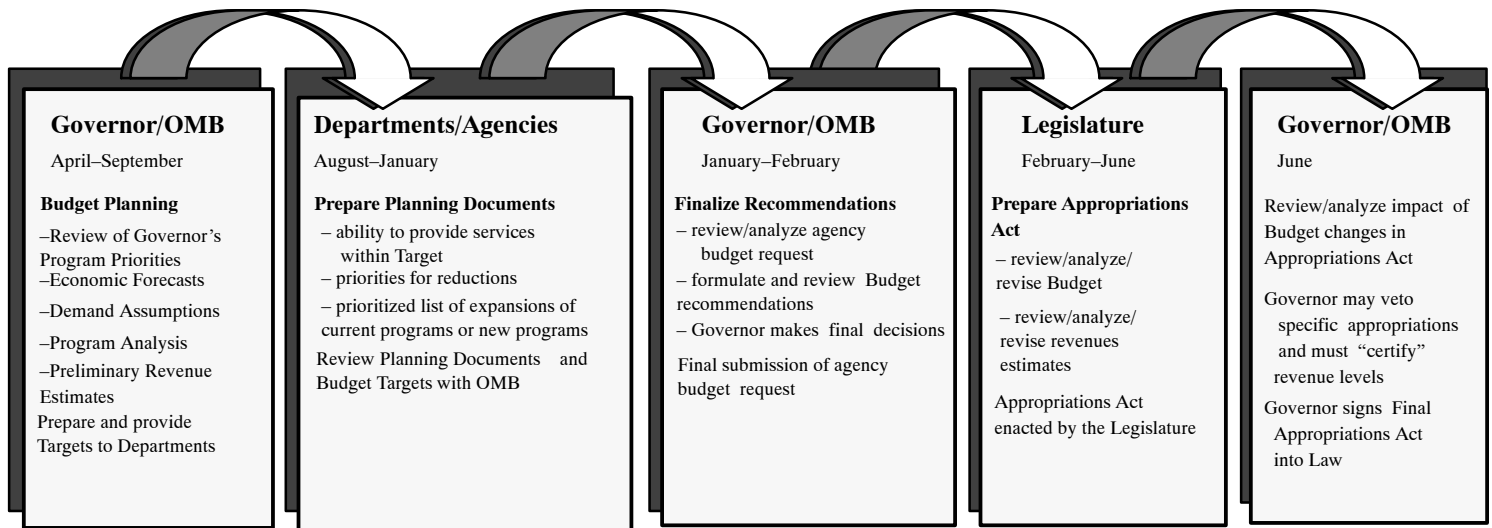 Governor/OMB
April–September
Budget Planning
–Review of Governor’s
Program Priorities
–Economic Forecasts
–Demand Assumptions
–Program Analysis
–Preliminary Revenue
Estimates
Prepare and provide
Targets to Departments
Departments/Agencies
August–January
Prepare Planning Documents
– ability to provide services
within Target
– priorities for reductions
– prioritized list of expansions of
current programs or new programs
Review Planning Documents and
Budget Targets with OMB
Governor/OMB
January–February
Finalize Recommendations
– review/analyze agency
budget request
– formulate and review Budget
recommendations
– Governor makes final decisions
Final submission of agency
budget request
Legislature
February–June
Prepare Appropriations
Act
– review/analyze/
revise Budget
– review/analyze/
revise revenues
estimates
Appropriations Act
enacted by the Legislature
Governor/OMB
June
Review/analyze impact of
Budget changes in
Appropriations Act
Governor may veto
specific appropriations
and must “certify”
revenue levels
Governor signs Final
Appropriations Act
into Law